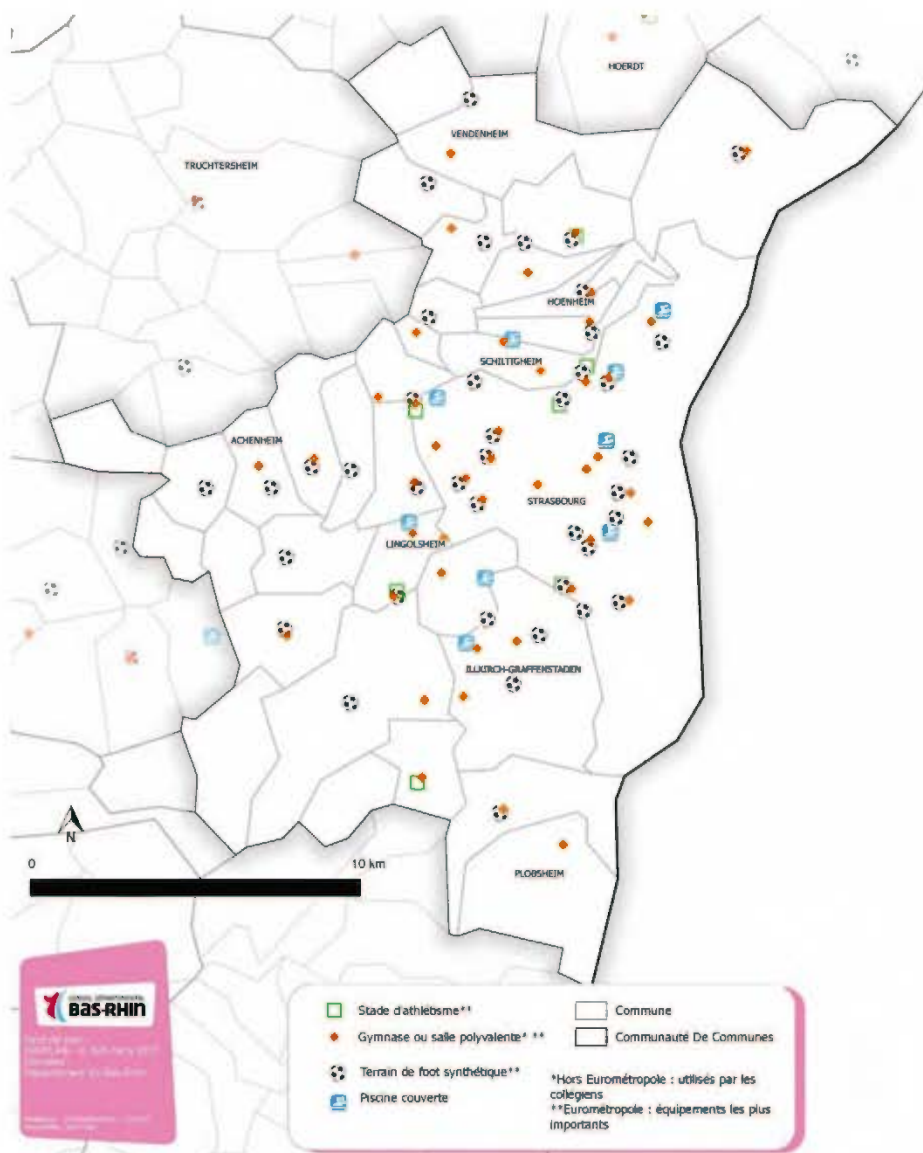 HOERDT
VENDENHEIM
TRUCHTERSHEIM
HOENHEIM
SCHILTIGHEIM
ACHENHEIM
STRASBOURG
LINGOLSHEIM
ILLKIRCH-GRAFFENSTADEN
N
0 10 km
PLOBSHEIM
CONSEIL DÉPARTEMENTAL
BAS-RHIN
Stade d'athlétisme**
Gymnase ou salle polyvalente* **
Terrain de foot synthétique**
Piscine couverte
Commune
Communauté De Communes
*Hors Eurométropole : utilisés par les
collégiens
**Eurométropole : équipements les plus
importants